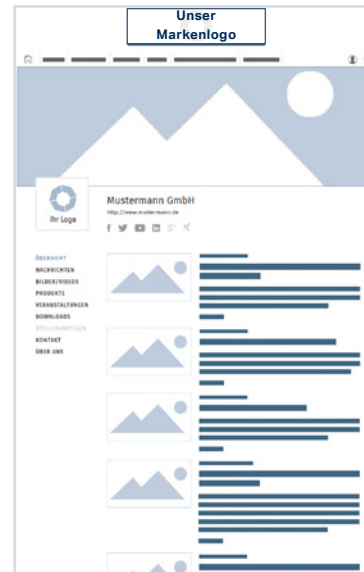 Unser
Markenlogo
Ihr Logo
Mustermann GmbH
http://www.mustermann.de
ÜBERSICHT
NACHRICHTEN
BILDER/VIDEOS
PRODUKTE
VERANSTALTUNGEN
DOWNLOADS
STELLENANZEIGEN
KONTAKT
ÜBER UNS